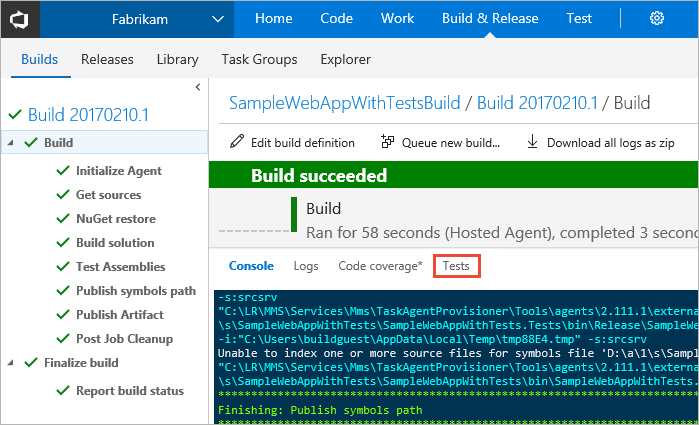 Fabrikam
Home Code Work Build & Release Test
Builds Releases Library Task Groups Explorer
Build 20170210.1
Build
Initialize Agent
Get sources
NuGet restore
Build solution
Test Assemblies
Publish symbols path
Publish Artifact
Post Job Cleanup
Finalize build
Report build status
SampleWebAppWithTestsBuild / Build 20170210.1 / Build
Edit build definition Queue new build... Download all logs as zip
Build succeeded
Build
Ran for 58 seconds (Hosted Agent), completed 3 secon
Console Logs Code coverage* Tests
-s:srcsrv
"C:\LR\MMS\Services\Mms\TaskAgentProvisioner\Tools\agents\2.111.1\externa
\s\SampleWebAppWithTests\SampleWebAppWithTests.Tests\bin\Release\SampleWe
-i:"C:\Users\buildguest\AppData\Local\Temp\tmp88E4.tmp" -s:srcsrv
Unable to index one or more source files for symbols file 'D:\a\1\s\Samp
"C:\LR\MMS\Services\Mms\TaskAgentProvisioner\Tools\agents\2.111.1\externa
\s\SampleWebAppWithTests\SampleWebAppWithTests\bin\SampleWebAppWithTests.
******************************************************************************
Finishing: Publish symbols path
******************************************************************************